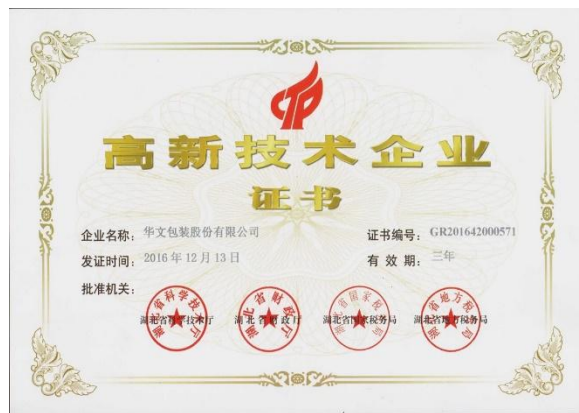 高新技术企业
证书
企业名称：华文包装股份有限公司
证书编号：GR201642000571
发证时间：2016年12月13日
有效期：三年
批准机关：
湖北省科学技术厅 湖北省财政厅 湖北省国家税务局 湖北省地方税务局